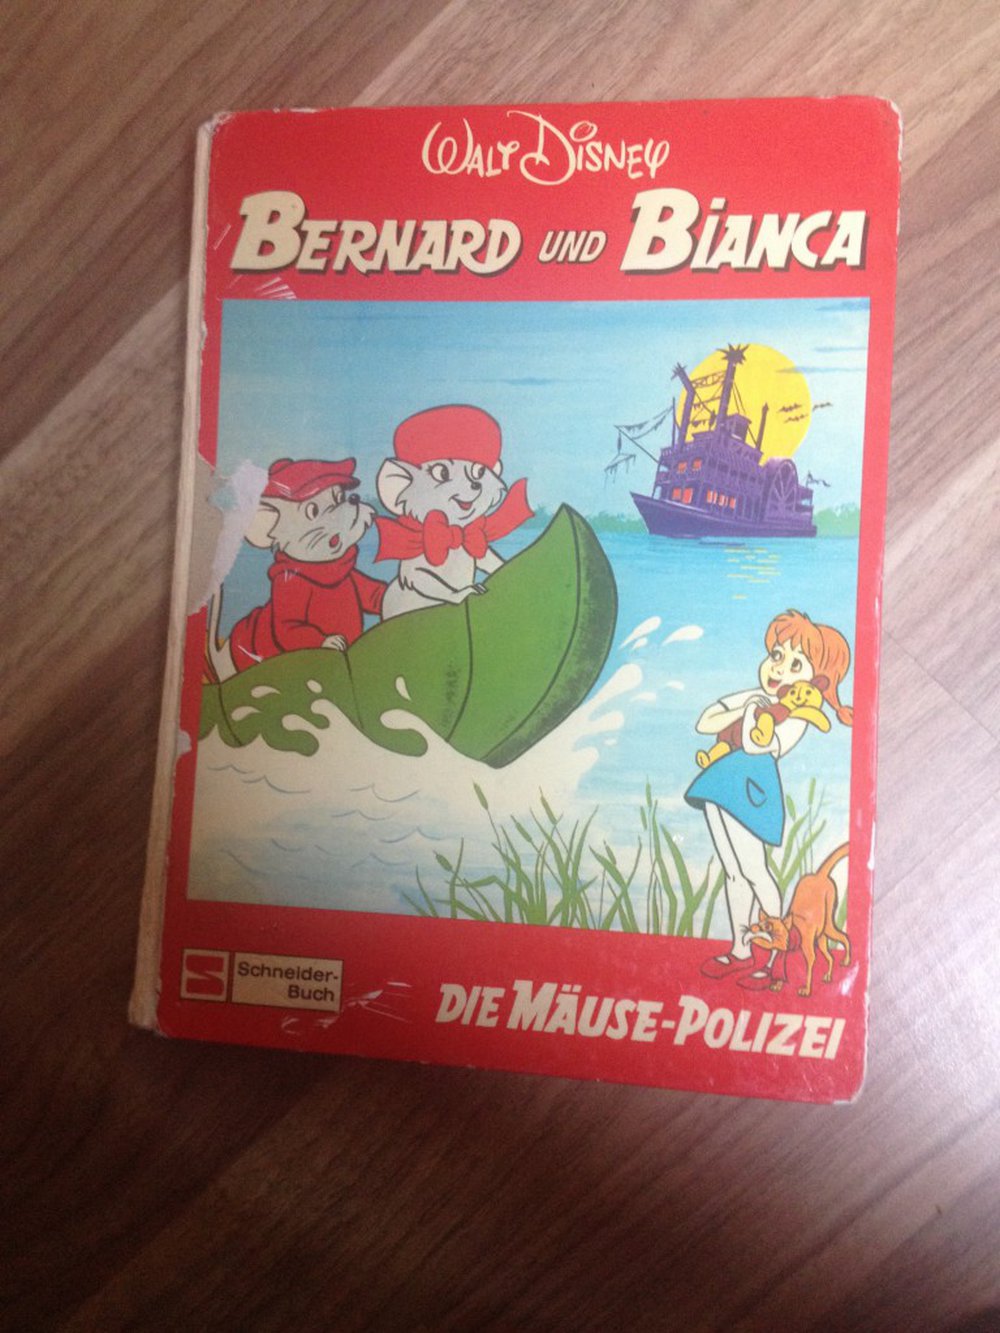 WALT DISNEY
BERNARD UND BIANCA
Schneider-
Buch
DIE MÄUSE-POLIZEI